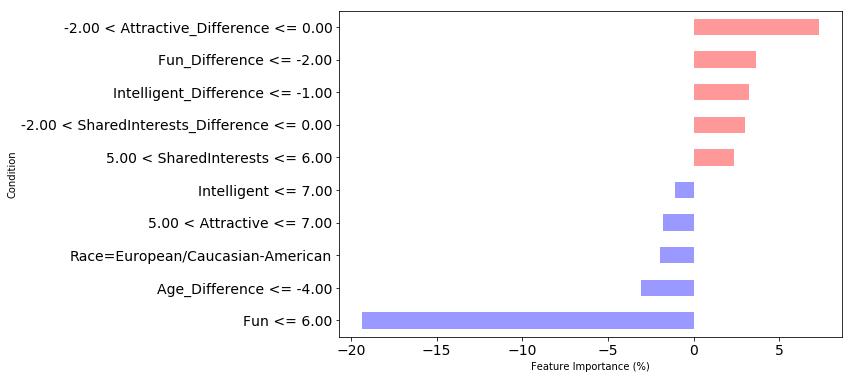 -2.00 < Attractive_Difference <= 0.00
Fun_Difference <= -2.00
Intelligent_Difference <= -1.00
-2.00 < SharedInterests_Difference <= 0.00
5.00 < SharedInterests <= 6.00
Intelligent <= 7.00
5.00 < Attractive <= 7.00
Race=European/Caucasian-American
Age_Difference <= -4.00
Fun <= 6.00
Condition
−20 −15 −10 −5 0 5
Feature Importance (%)